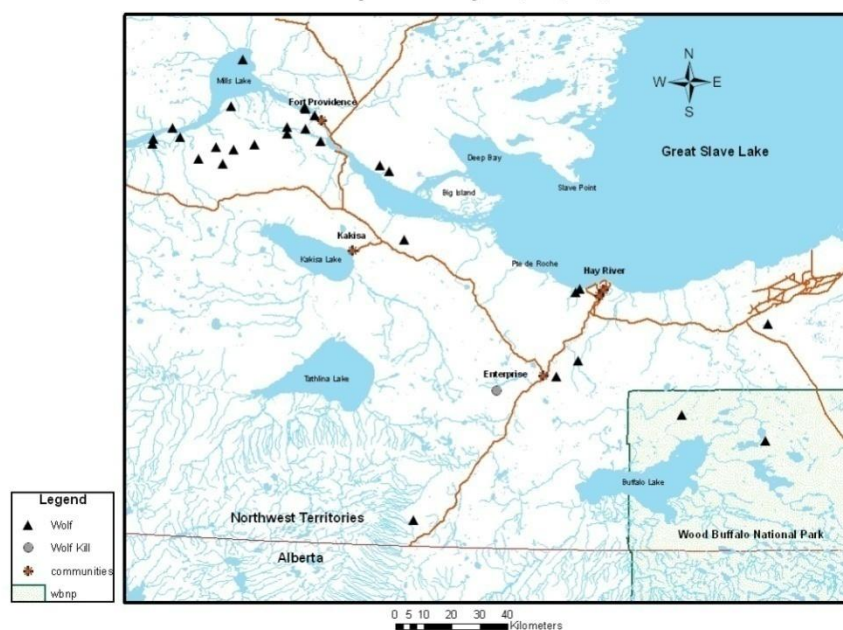 N
W E
S
Mills Lake
Fort Providence
Great Slave Lake
Deep Bay
Slave Point
Big Island
Kakisa
Kakisa Lake
Pte de Roche
Hay River
Enterprise
Tathlina Lake
Buffalo Lake
Northwest Territories
Wood Buffalo National Park
Alberta
Legend
Wolf
Wolf Kill
communities
wbnp
0 5 10 20 30 40
Kilometers